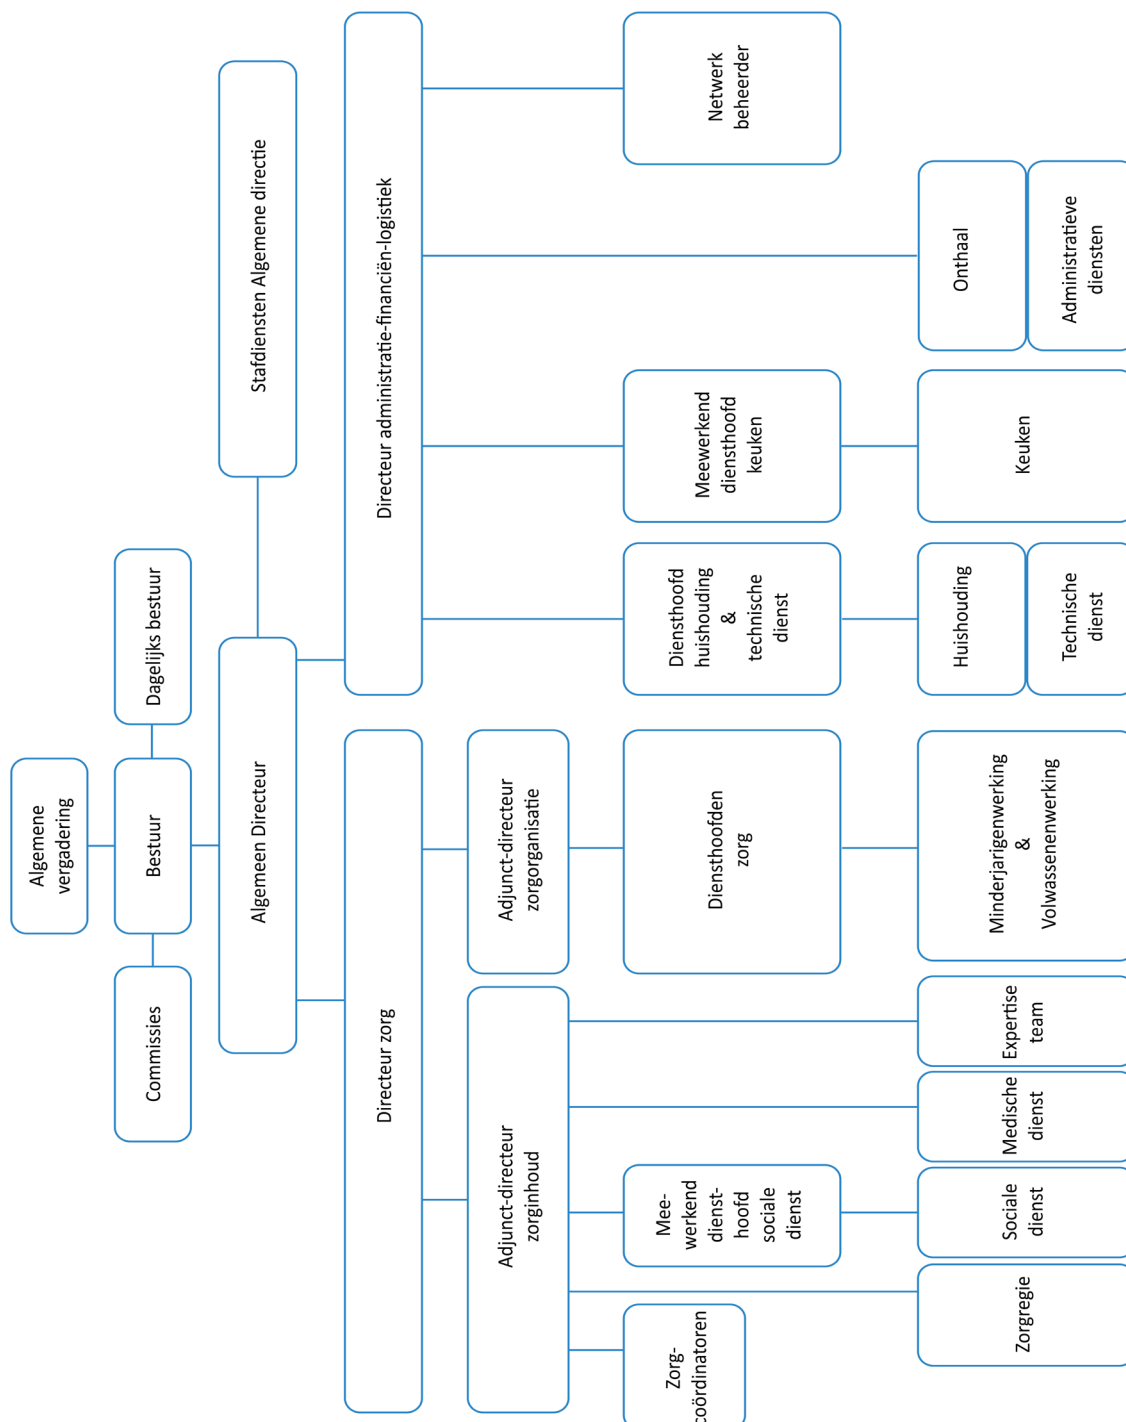 Algemene
vergadering
Commissies
Bestuur
Dagelijks bestuur
Algemeen Directeur
Stafdiensten Algemene directie
Directeur zorg
Directeur administratie-financiën-logistiek
Adjunct-directeur
zorginhoud
Adjunct-directeur
zorgorganisatie
Zorg-
coördinatoren
Mee-
werkend
dienst-
hoofd
sociale
dienst
Diensthoofden
zorg
Diensthoofd
huishouding
&
technische
dienst
Meewerkend
diensthoofd
keuken
Netwerk
beheerder
Zorgregie
Sociale
dienst
Medische
dienst
Expertise
team
Minderjarigenwerking
&
Volwassenenwerking
Huishouding
Technische
dienst
Keuken
Onthaal
Administratieve
diensten